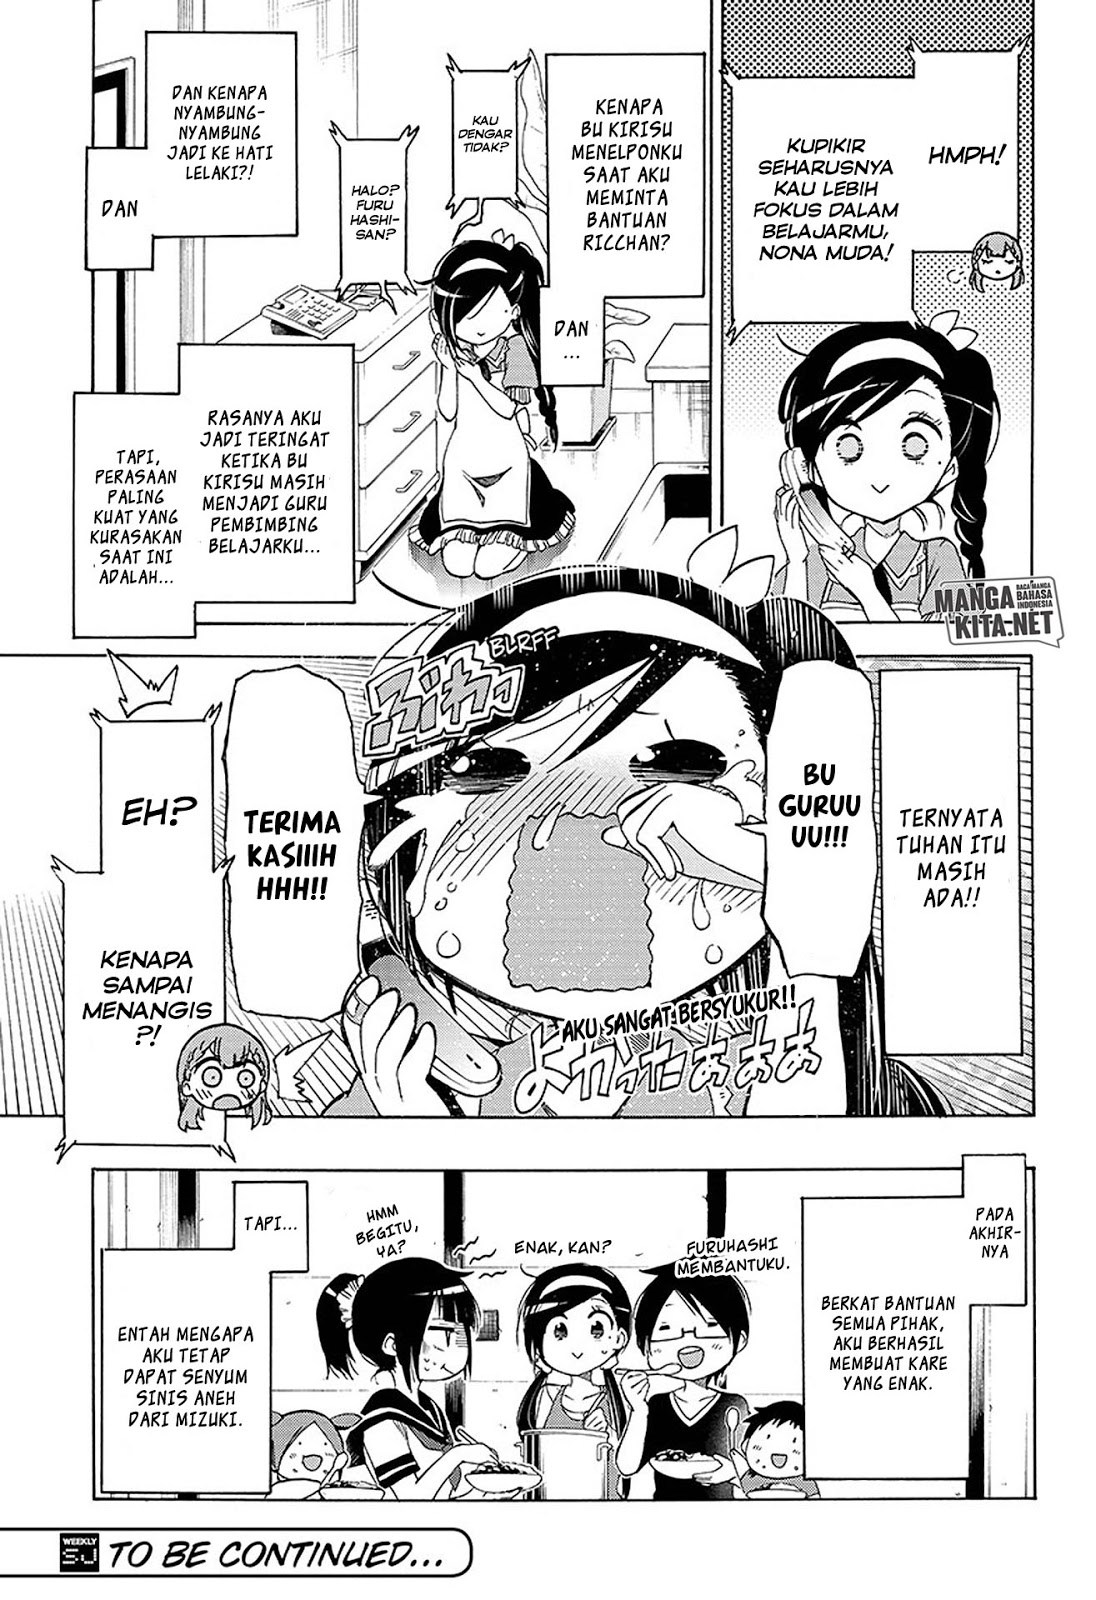 HMPH!
KUPIKIR
SEHARUSNYA
KAU LEBIH
FOKUS DALAM
BELAJARMU,
NONA MUDA!
KENAPA
BU KIRISU
MENELPONKU
SAAT AKU
MEMINTA
BANTUAN
RICCHAN?
DAN
...
KAU
DENGAR
TIDAK?
HALO?
FURU
HASHI-
SAN?
DAN KENAPA
NYAMBUNG-
NYAMBUNG
JADI KE HATI
LELAKI?!
DAN
RASANYA AKU
JADI TERINGAT
KETIKA BU
KIRISU MASIH
MENJADI GURU
PEMBIMBING
BELAJARKU...
TAPI,
PERASAAN
PALING
KUAT YANG
KURASAKAN
SAAT INI
ADALAH...
MANGA
KITA.NET
BACA MANGA
BAHASA
INDONESIA
TERNYATA
TUHAN ITU
MASIH
ADA!!
BU
GURUU
UU!!!
BLRFF
ぶわっ
TERIMA
KASIIIH
HHH!!
AKU SANGAT BERSYUKUR!!
よかったぁぁぁ
EH?
KENAPA
SAMPAI
MENANGIS
?!
PADA
AKHIR-
NYA
BERKAT BANTUAN
SEMUA PIHAK,
AKU BERHASIL
MEMBUAT KARE
YANG ENAK.
FURUHASHI
MEMBANTUKU.
ENAK, KAN?
HMM
BEGITU,
YA?
TAPI...
ENTAH MENGAPA
AKU TETAP
DAPAT SENYUM
SINIS ANEH
DARI MIZUKI.
WEEKLY
SJ
TO BE CONTINUED...